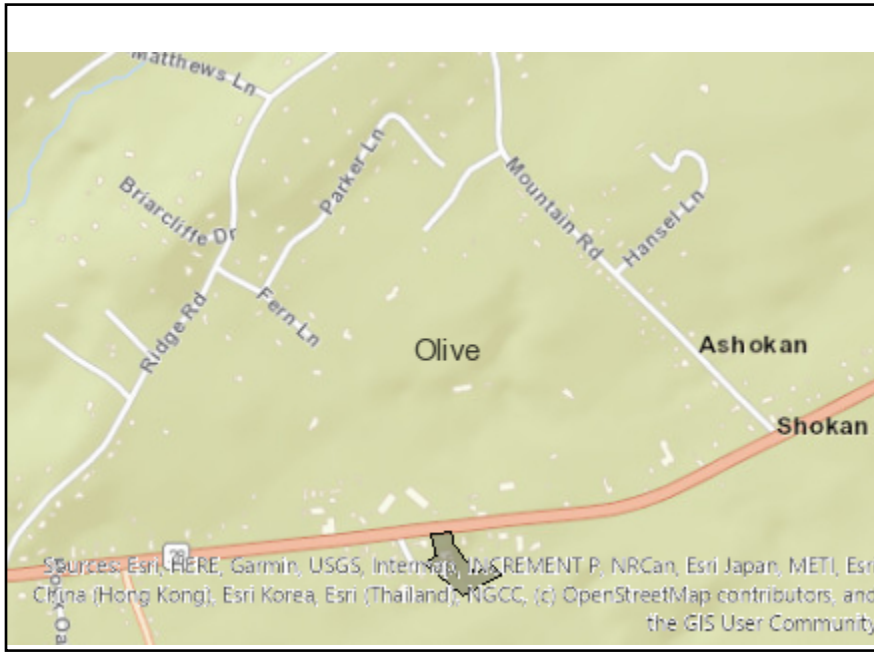 Matthews Ln
Parker Ln
Briarcliffe Dr
Mountain Rd
Hansel Ln
Ridge Rd
Fern Ln
Olive
Ashokan
Shokan
28
Sources: Esri, HERE, Garmin, USGS, Intermap, INCREMENT P, NRCan, Esri Japan, METI, Esri
China (Hong Kong), Esri Korea, Esri (Thailand), NGCC, (c) OpenStreetMap contributors, and
the GIS User Community